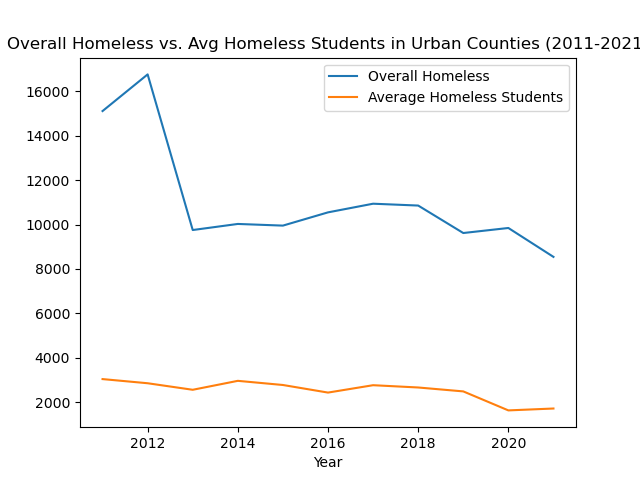 Overall Homeless vs. Avg Homeless Students in Urban Counties (2011-2021
Overall Homeless
Average Homeless Students
16000
14000
12000
10000
8000
6000
4000
2000
2012 2014 2016 2018 2020
Year